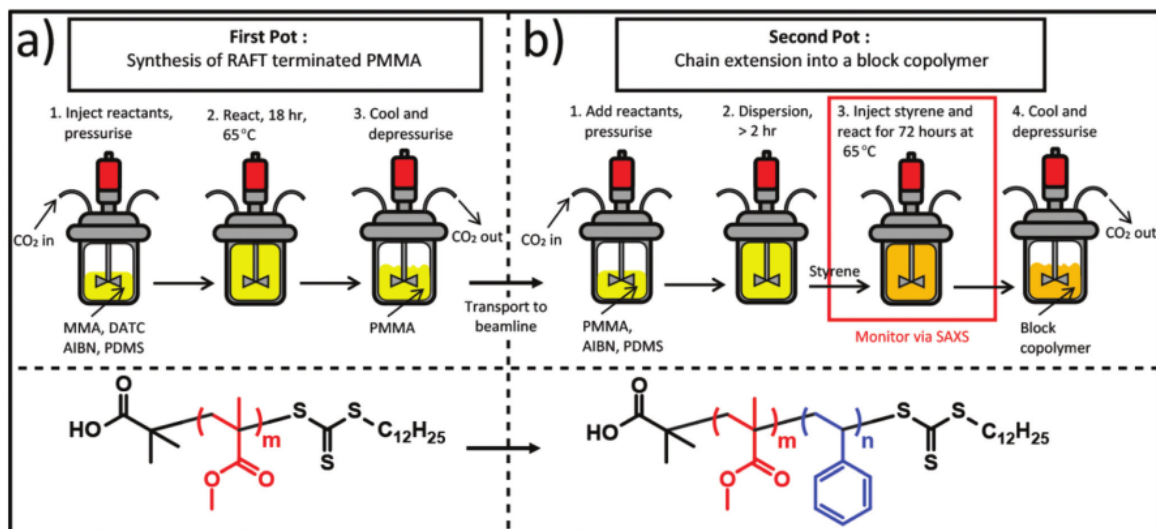 a)
First Pot :
Synthesis of RAFT terminated PMMA
1. Inject reactants,
pressurise
2. React, 18 hr,
65°C
3. Cool and
depressurise
CO₂ in
CO₂ out
MMA, DATC
AIBN, PDMS
PMMA
Transport to
beamline
b)
Second Pot :
Chain extension into a block copolymer
1. Add reactants,
pressurise
2. Dispersion,
> 2 hr
3. Inject styrene and
react for 72 hours at
65°C
4. Cool and
depressurise
CO₂ in
Styrene
CO₂ out
PMMA,
AIBN, PDMS
Monitor via SAXS
Block
copolymer
O
HO
m
O
O
S
S
S
C₁₂H₂₅
O
HO
m
O
O
n
S
S
S
C₁₂H₂₅